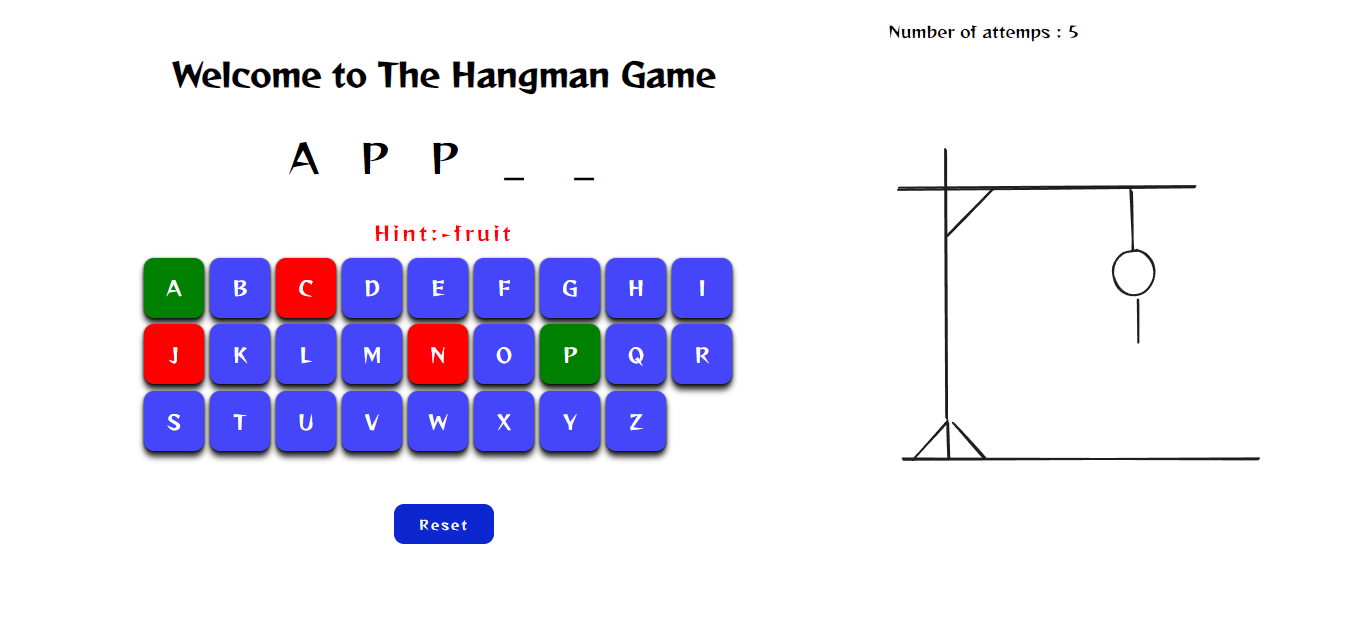 Number of attemps : 5
Welcome to The Hangman Game
A P P _ _
Hint:-fruit
A B C D E F G H I
J K L M N O P Q R
S T U V W X Y Z
Reset